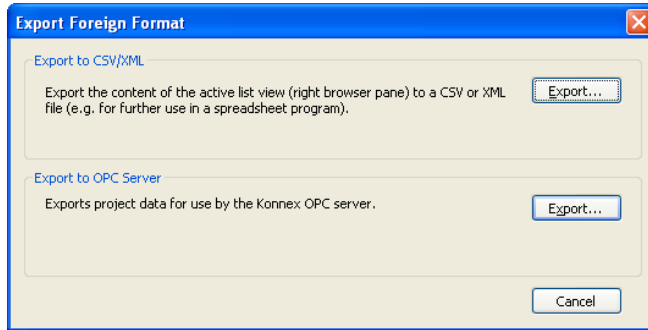 Export Foreign Format
Export to CSV/XML
Export the content of the active list view (right browser pane) to a CSV or XML
file (e.g. for further use in a spreadsheet program).
Export...
Export to OPC Server
Exports project data for use by the Konnex OPC server.
Export...
Cancel